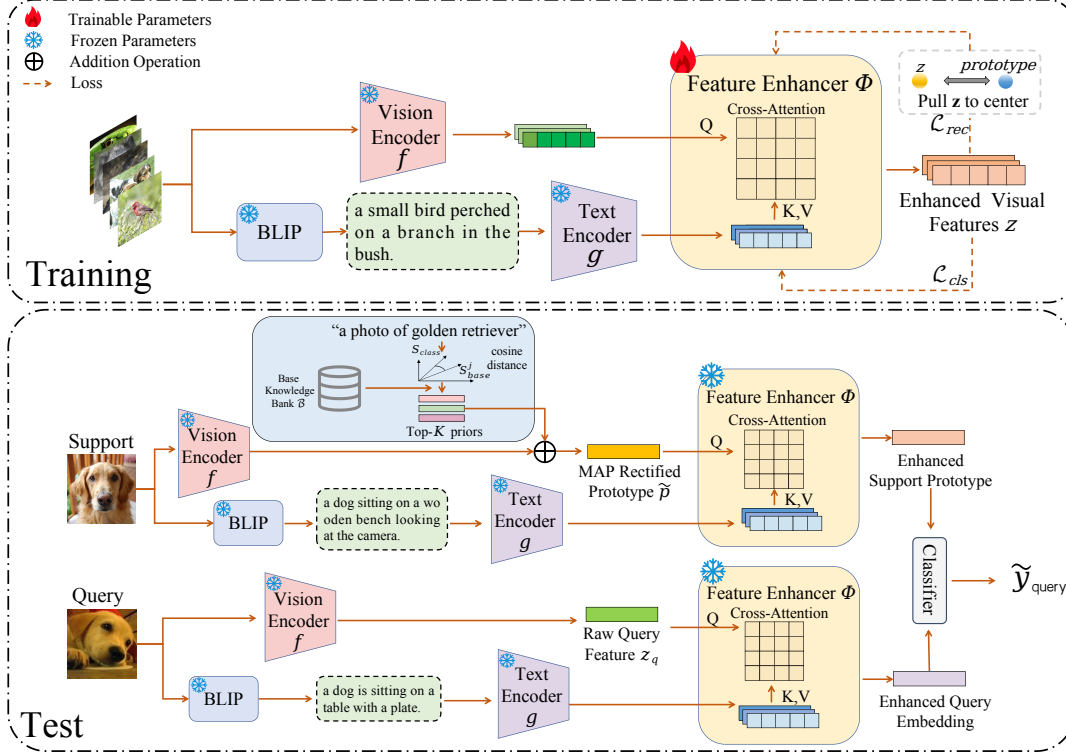 Trainable Parameters
Frozen Parameters
Addition Operation
Loss
Vision
Encoder
f
BLIP
a small bird perched
on a branch in the
bush.
Text
Encoder
g
Feature Enhancer Φ
Cross-Attention
Q
K,V
z
prototype
Pull z to center
ℒrec
Enhanced Visual
Features z
ℒcls
Training
"a photo of golden retriever"
Sclass
cosine
distance
S^j_base
Base
Knowledge
Bank ℬ
Top-K priors
Support
Vision
Encoder
f
BLIP
a dog sitting on a wo
oden bench looking
at the camera.
Text
Encoder
g
MAP Rectified
Prototype p̃
Feature Enhancer Φ
Cross-Attention
Q
K,V
Enhanced
Support Prototype
Classifier
ỹquery
Query
Vision
Encoder
f
BLIP
a dog is sitting on a
table with a plate.
Text
Encoder
g
Raw Query
Feature z_q
Feature Enhancer Φ
Cross-Attention
Q
K,V
Enhanced Query
Embedding
Test